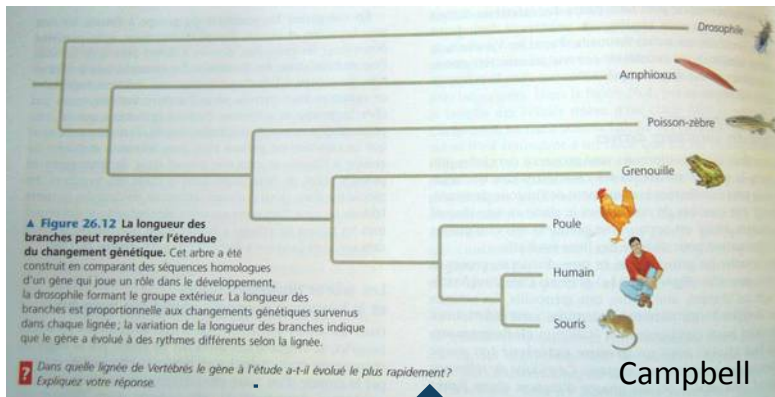 Drosophile
Amphioxus
Poisson-zèbre
Grenouille
Poule
Humain
Souris
▲ Figure 26.12 La longueur des
branches peut représenter l'étendue
du changement génétique. Cet arbre a été
construit en comparant des séquences homologues
d'un gène qui joue un rôle dans le développement,
la drosophile formant le groupe extérieur. La longueur des
branches est proportionnelle aux changements génétiques survenus
dans chaque lignée; la variation de la longueur des branches indique
que le gène a évolué à des rythmes différents selon la lignée.
? Dans quelle lignée de Vertébrés le gène à l'étude a-t-il évolué le plus rapidement?
Expliquez votre réponse.
Campbell